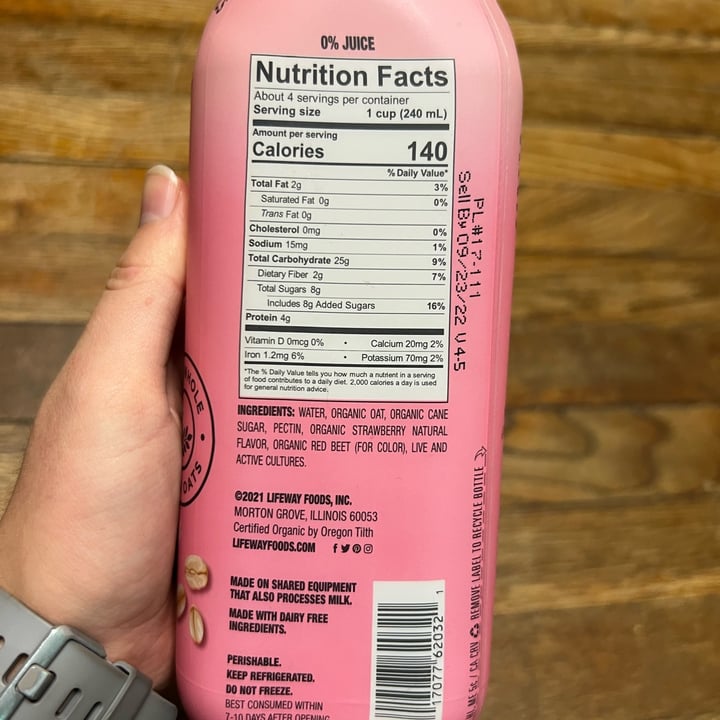 0% JUICE
Nutrition Facts
About 4 servings per container
Serving size 1 cup (240 mL)
Amount per serving
Calories 140
% Daily Value*
Total Fat 2g 3%
Saturated Fat 0g 0%
Trans Fat 0g
Cholesterol 0mg 0%
Sodium 15mg 1%
Total Carbohydrate 25g 9%
Dietary Fiber 2g 7%
Total Sugars 8g
Includes 8g Added Sugars 16%
Protein 4g
Vitamin D 0mcg 0% • Calcium 20mg 2%
Iron 1.2mg 6% • Potassium 70mg 2%
*The % Daily Value tells you how much a nutrient in a serving
of food contributes to a daily diet. 2,000 calories a day is used
for general nutrition advice.
INGREDIENTS: WATER, ORGANIC OAT, ORGANIC CANE
SUGAR, PECTIN, ORGANIC STRAWBERRY NATURAL
FLAVOR, ORGANIC RED BEET (FOR COLOR), LIVE AND
ACTIVE CULTURES.
©2021 LIFEWAY FOODS, INC.
MORTON GROVE, ILLINOIS 60053
Certified Organic by Oregon Tilth
LIFEWAYFOODS.COM
MADE ON SHARED EQUIPMENT
THAT ALSO PROCESSES MILK.
MADE WITH DAIRY FREE
INGREDIENTS.
PERISHABLE.
KEEP REFRIGERATED.
DO NOT FREEZE.
BEST CONSUMED WITHIN
7-10 DAYS AFTER OPENING
PL #17-111
Sell By 09/23/22 U4-5
OATS
ME 5¢ / CA CRV REMOVE LABEL TO RECYCLE BOTTLE
17077 62032 1